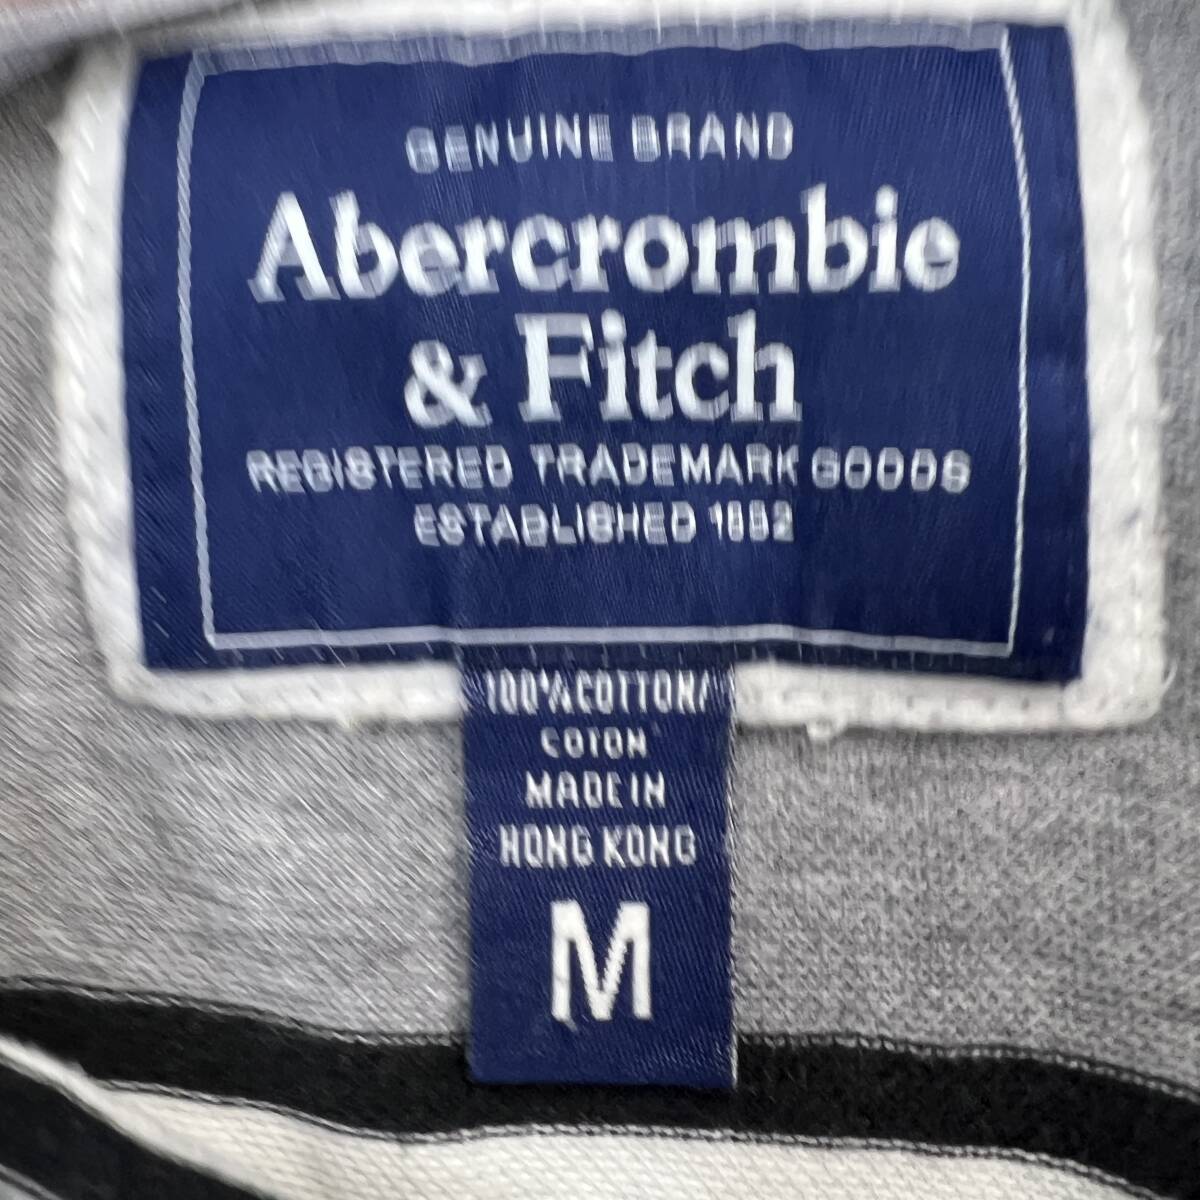 GENUINE BRAND
Abercrombie
& Fitch
REGISTERED TRADEMARK GOODS
ESTABLISHED 1892
100% COTTON/
COTON
MADE IN
HONG KONG
M